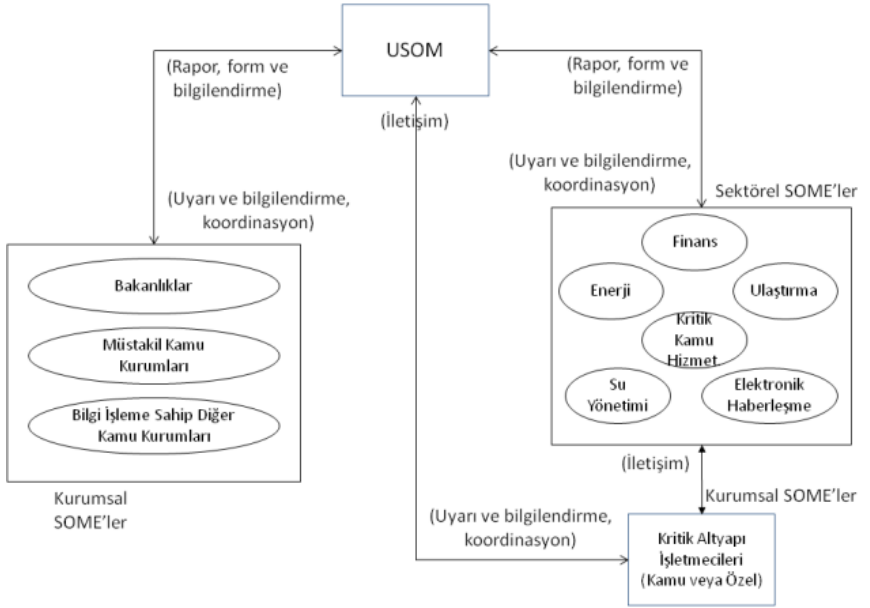 USOM
(Rapor, form ve
bilgilendirme)
(Rapor, form ve
bilgilendirme)
(İletişim)
(Uyarı ve bilgilendirme,
koordinasyon)
(Uyarı ve bilgilendirme,
koordinasyon)
Sektörel SOME'ler
Bakanlıklar
Müstakil Kamu
Kurumları
Bilgi İşleme Sahip Diğer
Kamu Kurumları
Kurumsal
SOME'ler
Finans
Enerji
Ulaştırma
Kritik
Kamu
Hizmet.
Su
Yönetimi
Elektronik
Haberleşme
(İletişim)
Kurumsal SOME'ler
(Uyarı ve bilgilendirme,
koordinasyon)
Kritik Altyapı
İşletmecileri
(Kamu veya Özel)